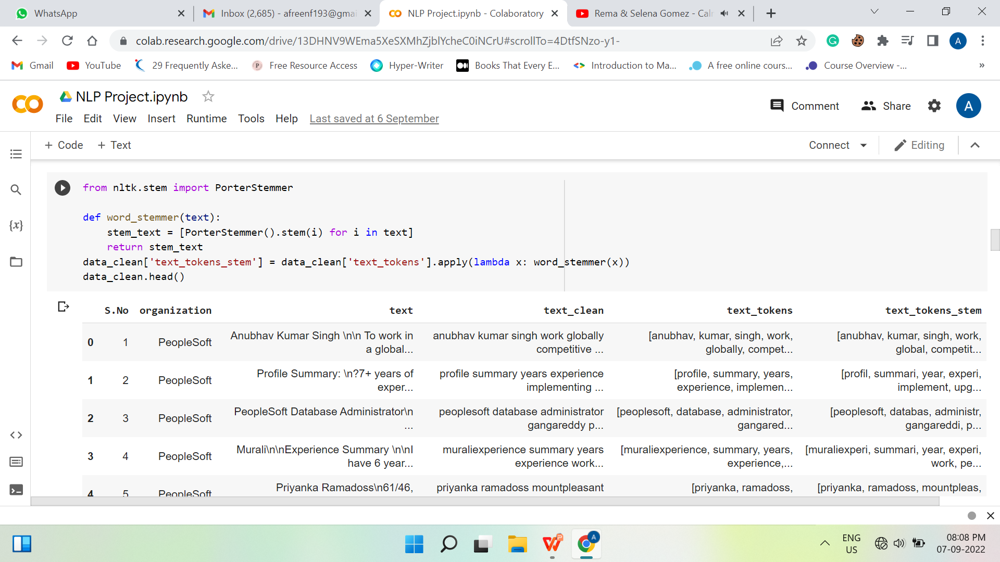 WhatsApp
Inbox (2,685) - afreenf193@gmai
NLP Project.ipynb - Colaboratory
Rema & Selena Gomez - Calr
colab.research.google.com/drive/13DHNV9WEma5XeSXMhZjblYcheC0iNCrU#scrollTo=4DtfSNzo-y1-
A
Gmail
YouTube
29 Frequently Aske...
Free Resource Access
Hyper-Writer
Books That Every E...
Introduction to Ma...
A free online cours...
Course Overview -...
»
NLP Project.ipynb
File Edit View Insert Runtime Tools Help Last saved at 6 September
Comment
Share
A
+ Code + Text
Connect
Editing
{x}
from nltk.stem import PorterStemmer
def word_stemmer(text):
    stem_text = [PorterStemmer().stem(i) for i in text]
    return stem_text
data_clean['text_tokens_stem'] = data_clean['text_tokens'].apply(lambda x: word_stemmer(x))
data_clean.head()
S.No organization text text_clean text_tokens text_tokens_stem
0 1 PeopleSoft Anubhav Kumar Singh \n\n To work in a global... anubhav kumar singh work globally competitive ... [anubhav, kumar, singh, work, globally, compet... [anubhav, kumar, singh, work, global, competit...
1 2 PeopleSoft Profile Summary: \n?7+ years of exper... profile summary years experience implementing ... [profile, summary, years, experience, implemen... [profil, summari, year, experi, implement, upg...
2 3 PeopleSoft PeopleSoft Database Administrator\n ... peoplesoft database administrator gangareddy p... [peoplesoft, database, administrator, gangared... [peoplesoft, databas, administr, gangareddi, p...
3 4 PeopleSoft Murali\n\nExperience Summary \n\nI have 6 year... muraliexperience summary years experience work... [muraliexperience, summary, years, experience,... [muraliexperi, summari, year, experi, work, pe...
4 5 PeopleSoft Priyanka Ramadoss\n61/46, priyanka ramadoss mountpleasant [priyanka, ramadoss, [priyanka, ramadoss, mountpleas,
ENG
US
08:08 PM
07-09-2022